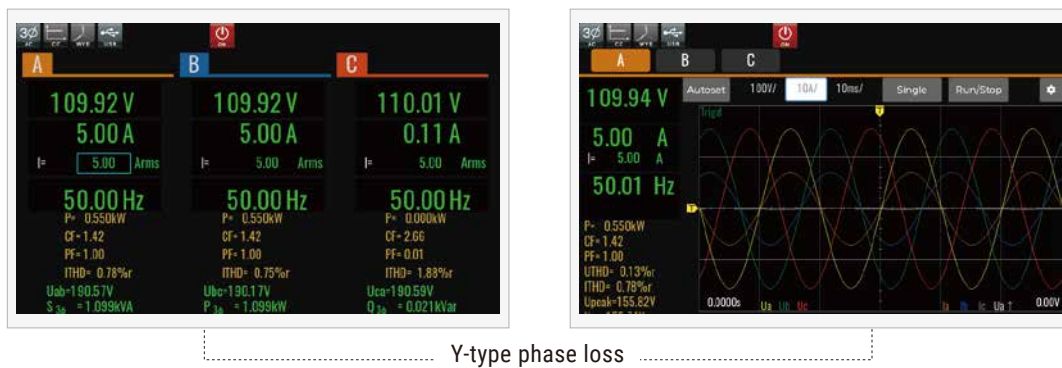 3Ø
AC CC WYE USB ON
A B C
109.92 V 109.92 V 110.01 V
5.00 A 5.00 A 0.11 A
I= 5.00 Arms I= 5.00 Arms I= 5.00 Arms
50.00 Hz 50.00 Hz 50.00 Hz
P= 0.550kW P= 0.550kW P= 0.000kW
CF=1.42 CF=1.42 CF=2.66
PF=1.00 PF=1.00 PF=0.01
ITHD= 0.78%r ITHD= 0.75%r ITHD= 1.88%r
Uab=190.57V Ubc=190.17V Uca=190.59V
S3ø =1.099kVA P3ø =1.099kW Q3ø =0.021kVar
3Ø
AC CC WYE USB ON
A B C
109.94 V Autoset 100V/ 10A/ 10ms/ Single Run/Stop
Trigd
T
5.00 A
I= 5.00 A
50.01 Hz
T
P= 0.550kW
CF=1.42
PF=1.00
UTHD= 0.13%r
ITHD= 0.78%r
Upeak=155.82V
0.0000s Ua Ub Uc Ia Ib Ic Ua↑ 0.00V
Y-type phase loss